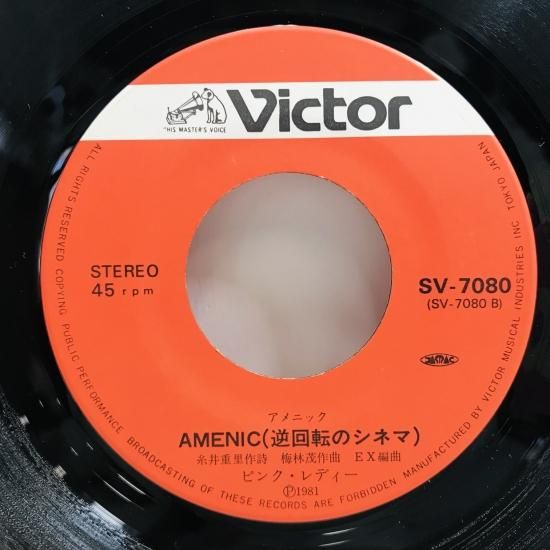 Victor
"HIS MASTER'S VOICE
STEREO
45 rpm
SV-7080
(SV-7080 B)
JASRAC
アメニック
AMENIC(逆回転のシネマ)
糸井重里作詩 梅林茂作曲 EX編曲
ピンク・レディー
Ⓟ1981
ALL RIGHTS RESERVED COPYING PUBLIC PERFORMANCE BROADCASTING OF THESE RECORDS ARE FORBIDDEN MANUFACTURED BY VICTOR MUSICAL INDUSTRIES INC TOKYO JAPAN